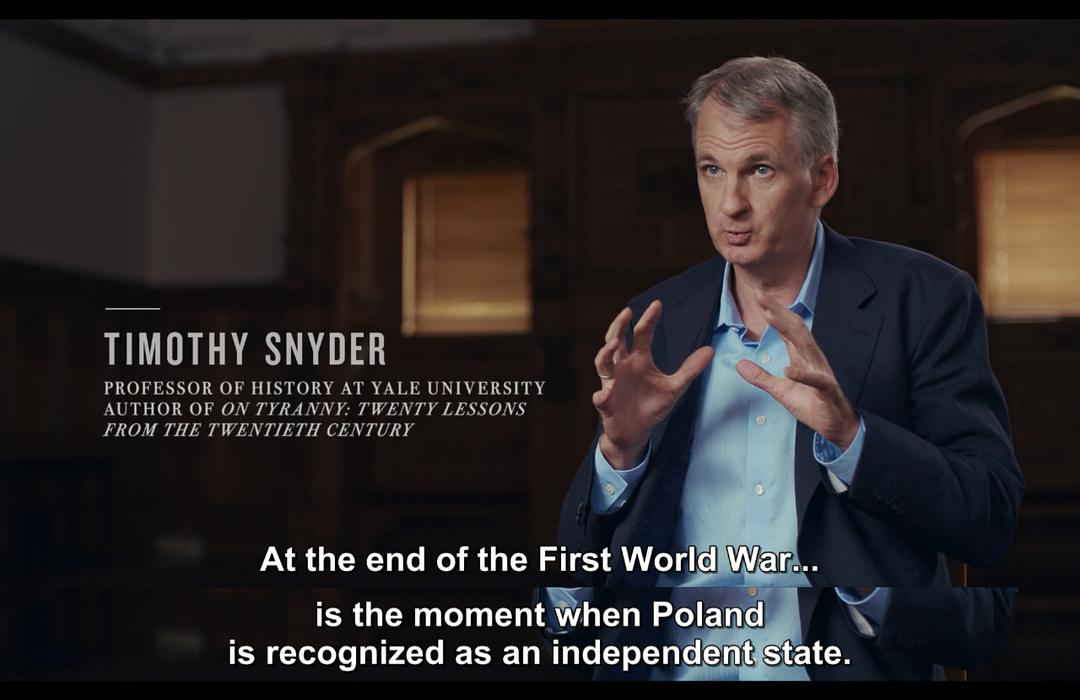 TIMOTHY SNYDER
PROFESSOR OF HISTORY AT YALE UNIVERSITY
AUTHOR OF ON TYRANNY: TWENTY LESSONS
FROM THE TWENTIETH CENTURY
At the end of the First World War...
is the moment when Poland
is recognized as an independent state.